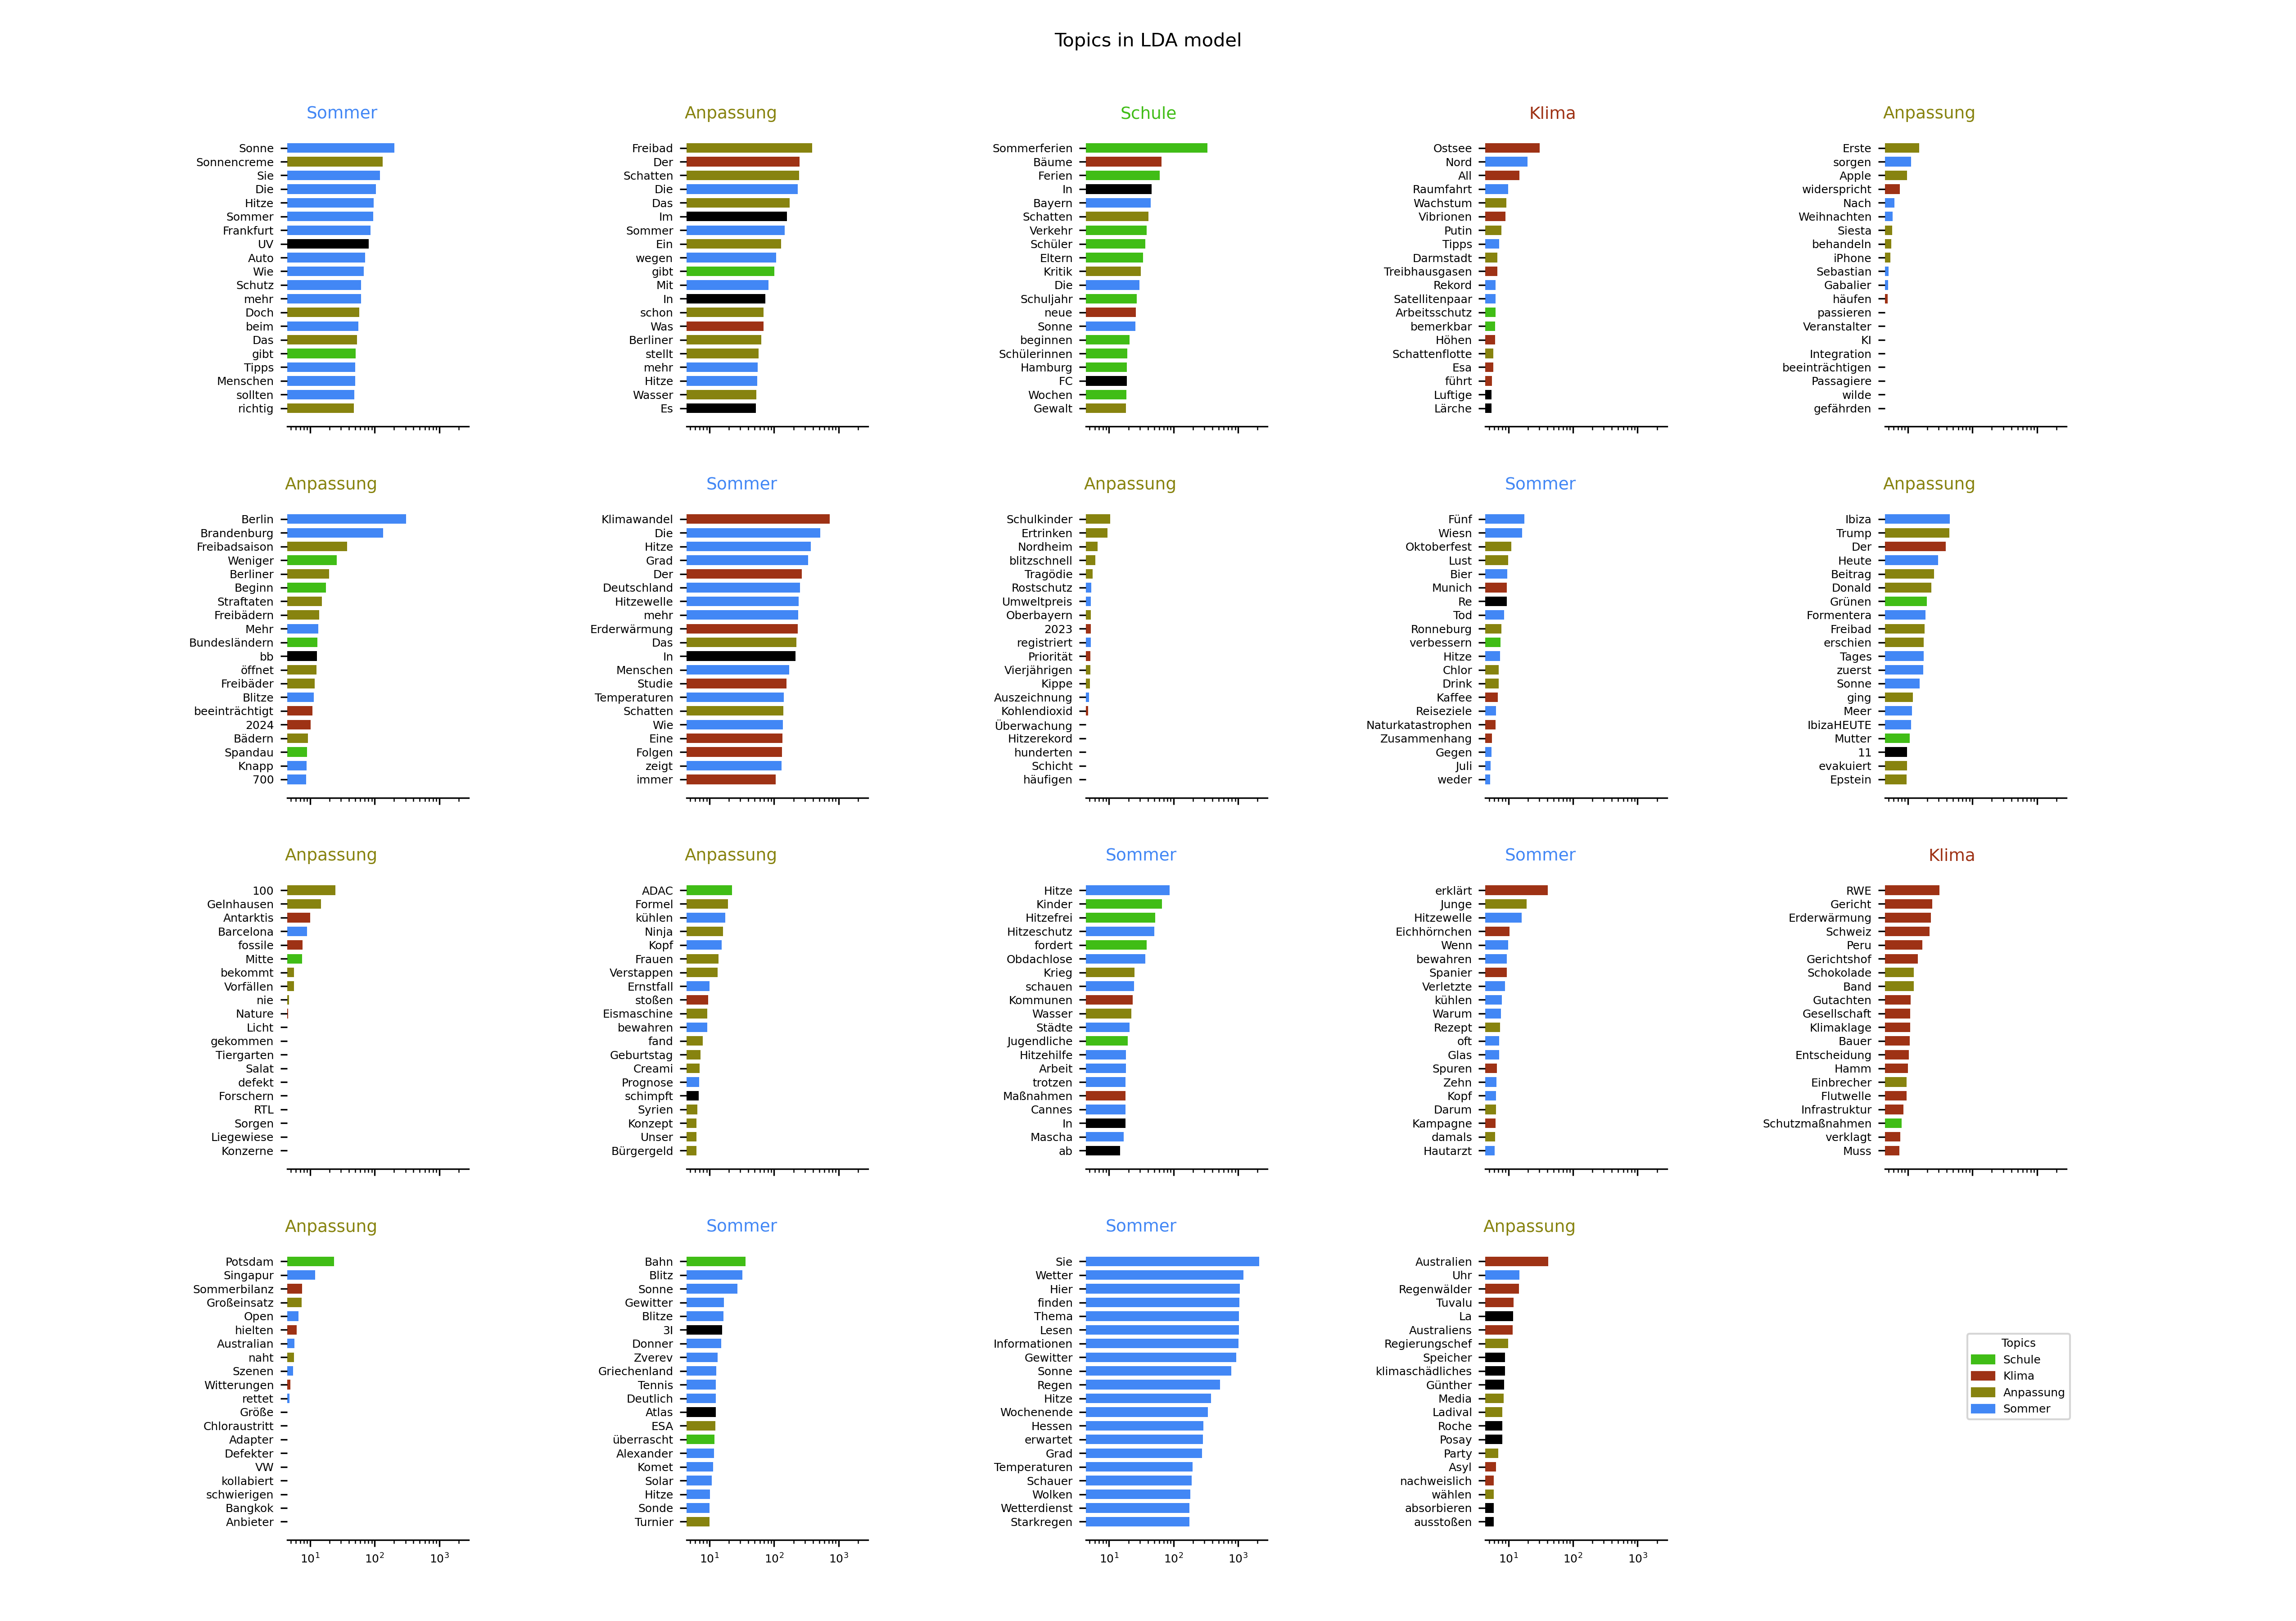 Topics in LDA model
Sommer
Sonne
Sonnencreme
Sie
Die
Hitze
Sommer
Frankfurt
UV
Auto
Wie
Schutz
mehr
Doch
beim
Das
gibt
Tipps
Menschen
sollten
richtig
Anpassung
Freibad
Der
Schatten
Die
Das
Im
Sommer
Ein
wegen
gibt
Mit
In
schon
Was
Berliner
stellt
mehr
Hitze
Wasser
Es
Schule
Sommerferien
Bäume
Ferien
In
Bayern
Schatten
Verkehr
Schüler
Eltern
Kritik
Die
Schuljahr
neue
Sonne
beginnen
Schülerinnen
Hamburg
FC
Wochen
Gewalt
Klima
Ostsee
Nord
All
Raumfahrt
Wachstum
Vibrionen
Putin
Tipps
Darmstadt
Treibhausgasen
Rekord
Satellitenpaar
Arbeitsschutz
bemerkbar
Höhen
Schattenflotte
Esa
führt
Luftige
Lärche
Anpassung
Erste
sorgen
Apple
widerspricht
Nach
Weihnachten
Siesta
behandeln
iPhone
Sebastian
Gabalier
häufen
passieren
Veranstalter
KI
Integration
beeinträchtigen
Passagiere
wilde
gefährden
Anpassung
Berlin
Brandenburg
Freibadsaison
Weniger
Berliner
Beginn
Straftaten
Freibädern
Mehr
Bundesländern
bb
öffnet
Freibäder
Blitze
beeinträchtigt
2024
Bädern
Spandau
Knapp
700
Sommer
Klimawandel
Die
Hitze
Grad
Der
Deutschland
Hitzewelle
mehr
Erderwärmung
Das
In
Menschen
Studie
Temperaturen
Schatten
Wie
Eine
Folgen
zeigt
immer
Anpassung
Schulkinder
Ertrinken
Nordheim
blitzschnell
Tragödie
Rostschutz
Umweltpreis
Oberbayern
2023
registriert
Priorität
Vierjährigen
Kippe
Auszeichnung
Kohlendioxid
Überwachung
Hitzerekord
hunderten
Schicht
häufigen
Sommer
Fünf
Wiesn
Oktoberfest
Lust
Bier
Munich
Re
Tod
Ronneburg
verbessern
Hitze
Chlor
Drink
Kaffee
Reiseziele
Naturkatastrophen
Zusammenhang
Gegen
Juli
weder
Anpassung
Ibiza
Trump
Der
Heute
Beitrag
Donald
Grünen
Formentera
Freibad
erschien
Tages
zuerst
Sonne
ging
Meer
IbizaHEUTE
Mutter
11
evakuiert
Epstein
Anpassung
100
Gelnhausen
Antarktis
Barcelona
fossile
Mitte
bekommt
Vorfällen
nie
Nature
Licht
gekommen
Tiergarten
Salat
defekt
Forschern
RTL
Sorgen
Liegewiese
Konzerne
Anpassung
ADAC
Formel
kühlen
Ninja
Kopf
Frauen
Verstappen
Ernstfall
stoßen
Eismaschine
bewahren
fand
Geburtstag
Creami
Prognose
schimpft
Syrien
Konzept
Unser
Bürgergeld
Sommer
Hitze
Kinder
Hitzefrei
Hitzeschutz
fordert
Obdachlose
Krieg
schauen
Kommunen
Wasser
Städte
Jugendliche
Hitzehilfe
Arbeit
trotzen
Maßnahmen
Cannes
In
Mascha
ab
Sommer
erklärt
Junge
Hitzewelle
Eichhörnchen
Wenn
bewahren
Spanier
Verletzte
kühlen
Warum
Rezept
oft
Glas
Spuren
Zehn
Kopf
Darum
Kampagne
damals
Hautarzt
Klima
RWE
Gericht
Erderwärmung
Schweiz
Peru
Gerichtshof
Schokolade
Band
Gutachten
Gesellschaft
Klimaklage
Bauer
Entscheidung
Hamm
Einbrecher
Flutwelle
Infrastruktur
Schutzmaßnahmen
verklagt
Muss
Anpassung
Potsdam
Singapur
Sommerbilanz
Großeinsatz
Open
hielten
Australian
naht
Szenen
Witterungen
rettet
Größe
Chloraustritt
Adapter
Defekter
VW
kollabiert
schwierigen
Bangkok
Anbieter
10¹ 10² 10³
Sommer
Bahn
Blitz
Sonne
Gewitter
Blitze
3I
Donner
Zverev
Griechenland
Tennis
Deutlich
Atlas
ESA
überrascht
Alexander
Komet
Solar
Hitze
Sonde
Turnier
10¹ 10² 10³
Sommer
Sie
Wetter
Hier
finden
Thema
Lesen
Informationen
Gewitter
Sonne
Regen
Hitze
Wochenende
Hessen
erwartet
Grad
Temperaturen
Schauer
Wolken
Wetterdienst
Starkregen
10¹ 10² 10³
Anpassung
Australien
Uhr
Regenwälder
Tuvalu
La
Australiens
Regierungschef
Speicher
klimaschädliches
Günther
Media
Ladival
Roche
Posay
Party
Asyl
nachweislich
wählen
absorbieren
ausstoßen
10¹ 10² 10³
Topics
Schule
Klima
Anpassung
Sommer